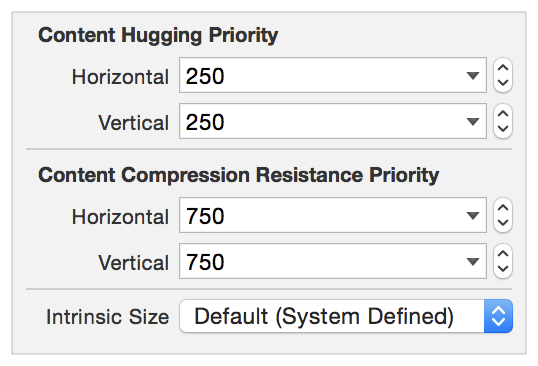 Content Hugging Priority
Horizontal 250
Vertical 250
Content Compression Resistance Priority
Horizontal 750
Vertical 750
Intrinsic Size Default (System Defined)